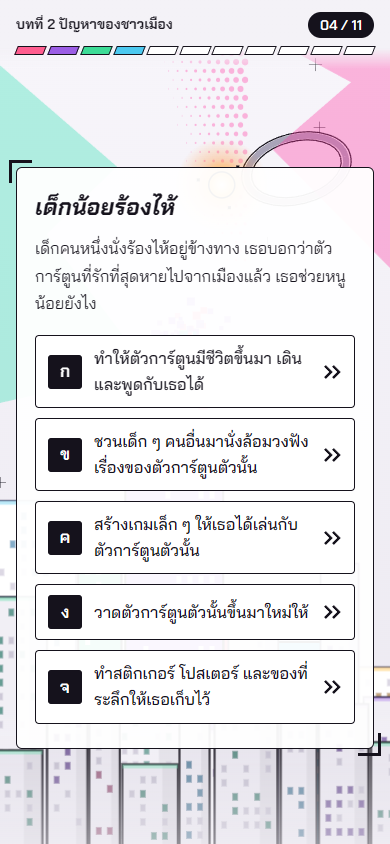 บทที่ 2 ปัญหาของชาวเมือง
04 / 11
เด็กน้อยร้องไห้
เด็กคนหนึ่งนั่งร้องไห้อยู่ข้างทาง เธอบอกว่าตัว
การ์ตูนที่รักที่สุดหายไปจากเมืองแล้ว เธอช่วยหนู
น้อยยังไง
ก
ทำให้ตัวการ์ตูนมีชีวิตขึ้นมา เดิน
และพูดกับเธอได้
ข
ชวนเด็ก ๆ คนอื่นมานั่งล้อมวงฟัง
เรื่องของตัวการ์ตูนตัวนั้น
ค
สร้างเกมเล็ก ๆ ให้เธอได้เล่นกับ
ตัวการ์ตูนตัวนั้น
ง
วาดตัวการ์ตูนตัวนั้นขึ้นมาใหม่ให้
จ
ทำสติกเกอร์ โปสเตอร์ และของที่
ระลึกให้เธอเก็บไว้